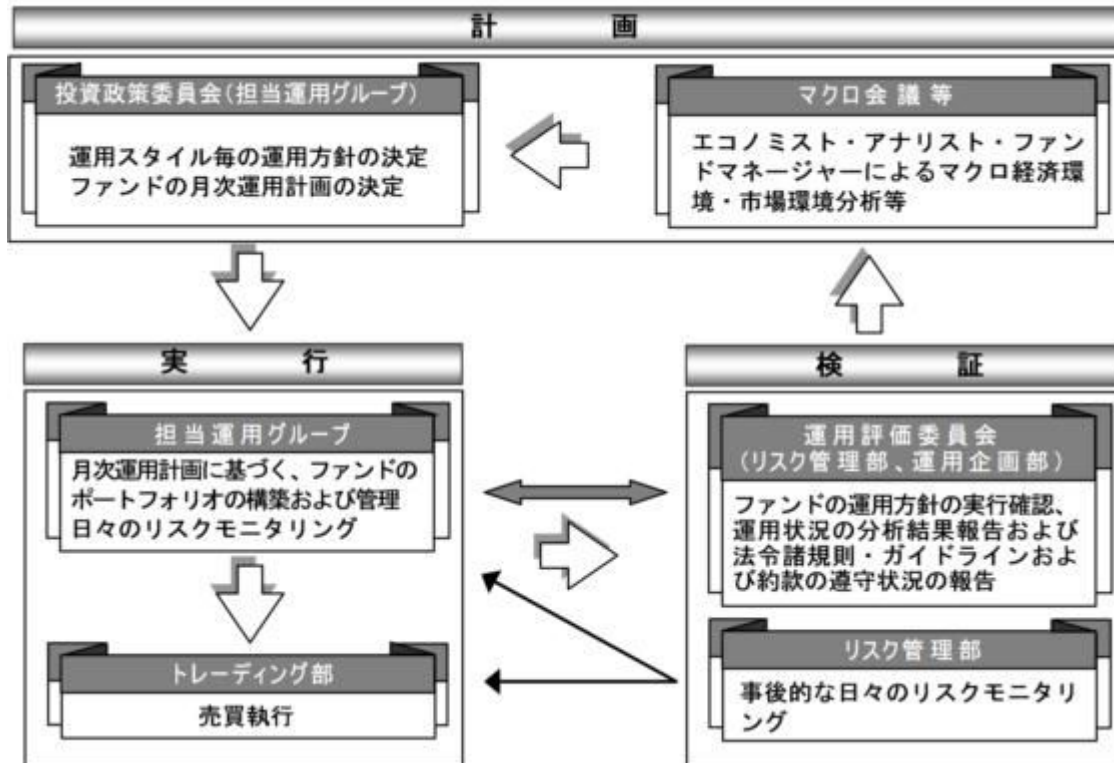 計画
投資政策委員会(担当運用グループ)
運用スタイル毎の運用方針の決定
ファンドの月次運用計画の決定
マクロ会議等
エコノミスト・アナリスト・ファン
ドマネージャーによるマクロ経済環
境・市場環境分析等
実行
担当運用グループ
月次運用計画に基づく、ファンドの
ポートフォリオの構築および管理
日々のリスクモニタリング
トレーディング部
売買執行
検証
運用評価委員会
(リスク管理部、運用企画部)
ファンドの運用方針の実行確認、
運用状況の分析結果報告および
法令諸規則・ガイドラインおよ
び約款の遵守状況の報告
リスク管理部
事後的な日々のリスクモニタリ
ング